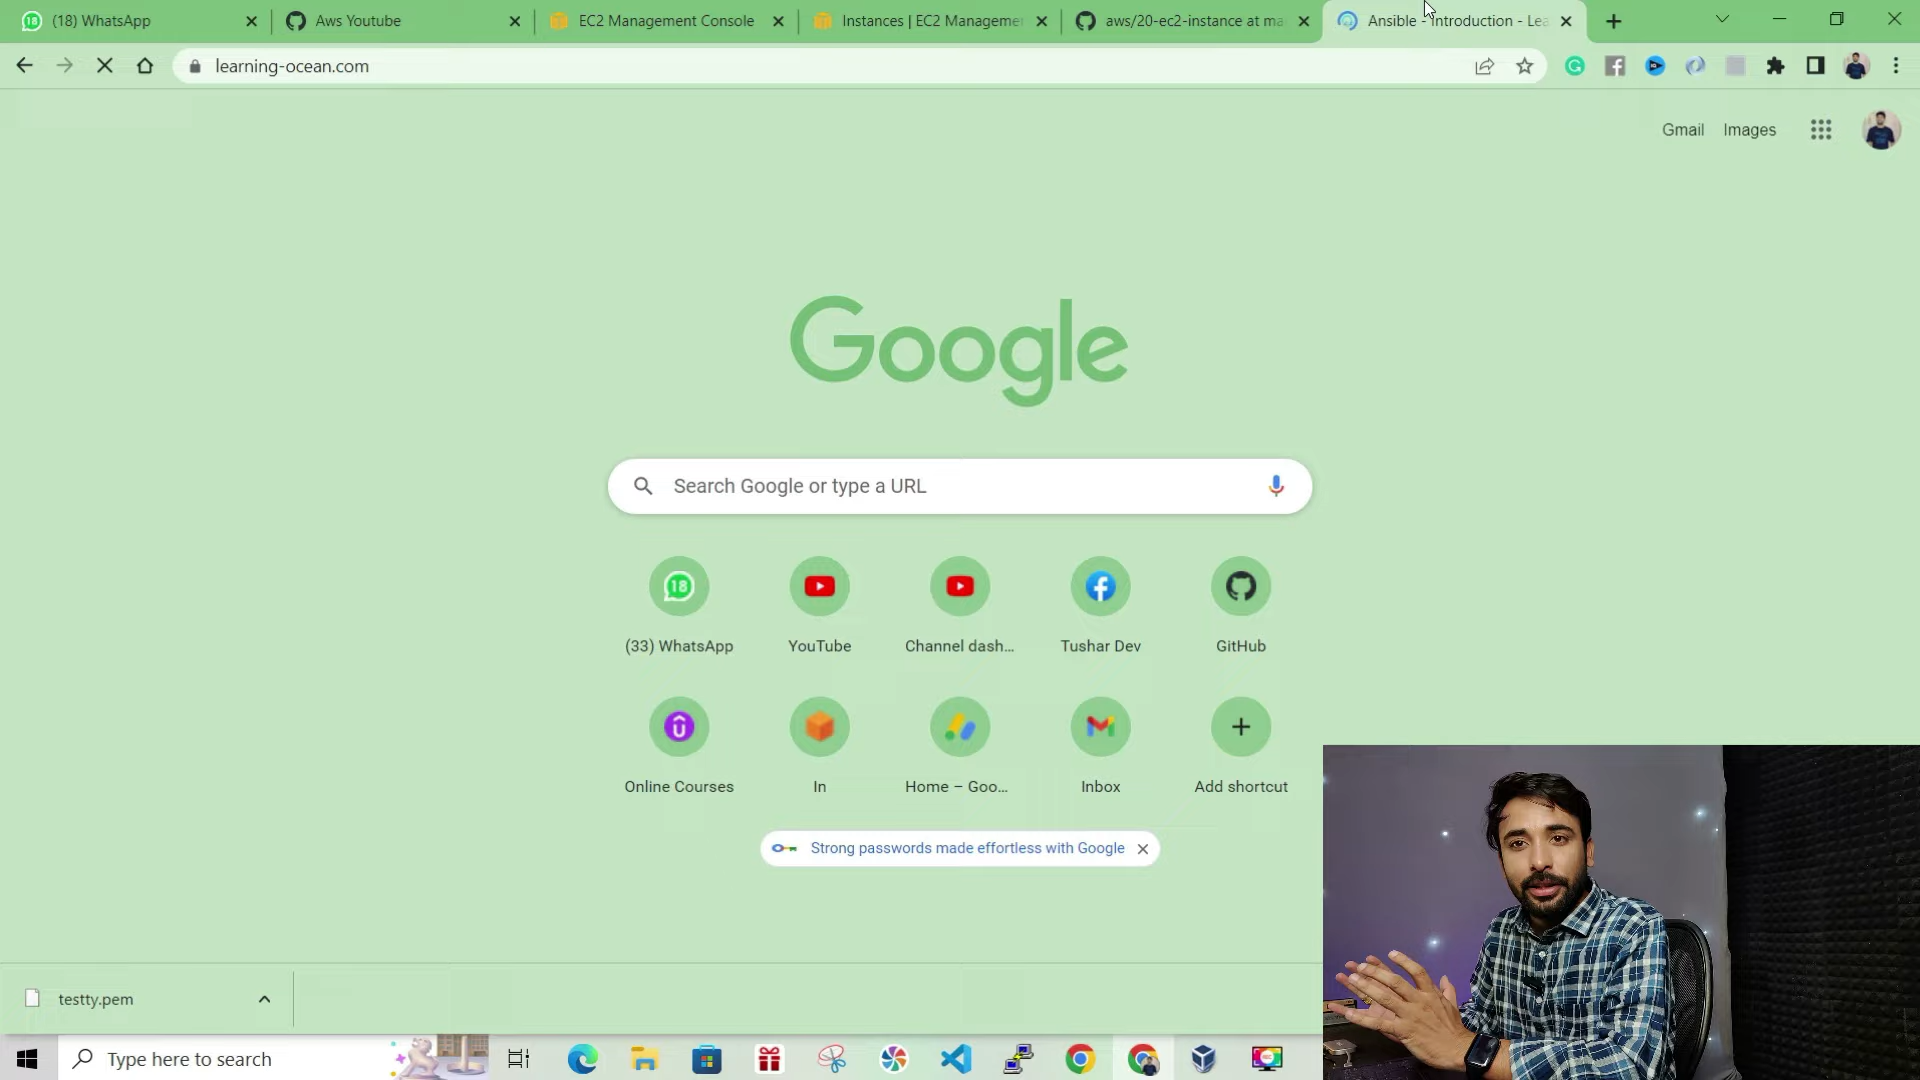 18
(18) WhatsApp
Aws Youtube
EC2 Management Console
Instances | EC2 Manageme
aws/20-ec2-instance at ma
Ansible - Introduction - Lea
learning-ocean.com
Gmail
Images
Google
Search Google or type a URL
18
(33) WhatsApp
YouTube
Channel dash...
Tushar Dev
GitHub
Online Courses
In
Home – Goo...
Inbox
Add shortcut
Strong passwords made effortless with Google
testty.pem
Type here to search